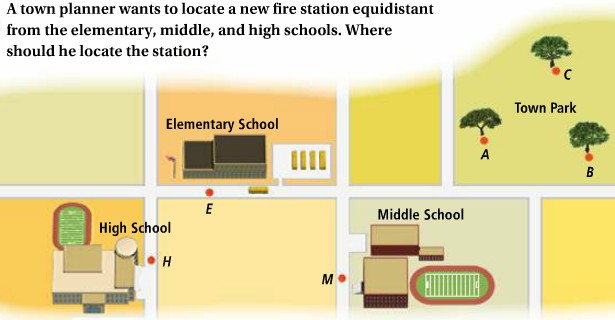 A town planner wants to locate a new fire station equidistant
from the elementary, middle, and high schools. Where
should he locate the station?
C
Town Park
Elementary School
A
B
E
Middle School
High School
H
M